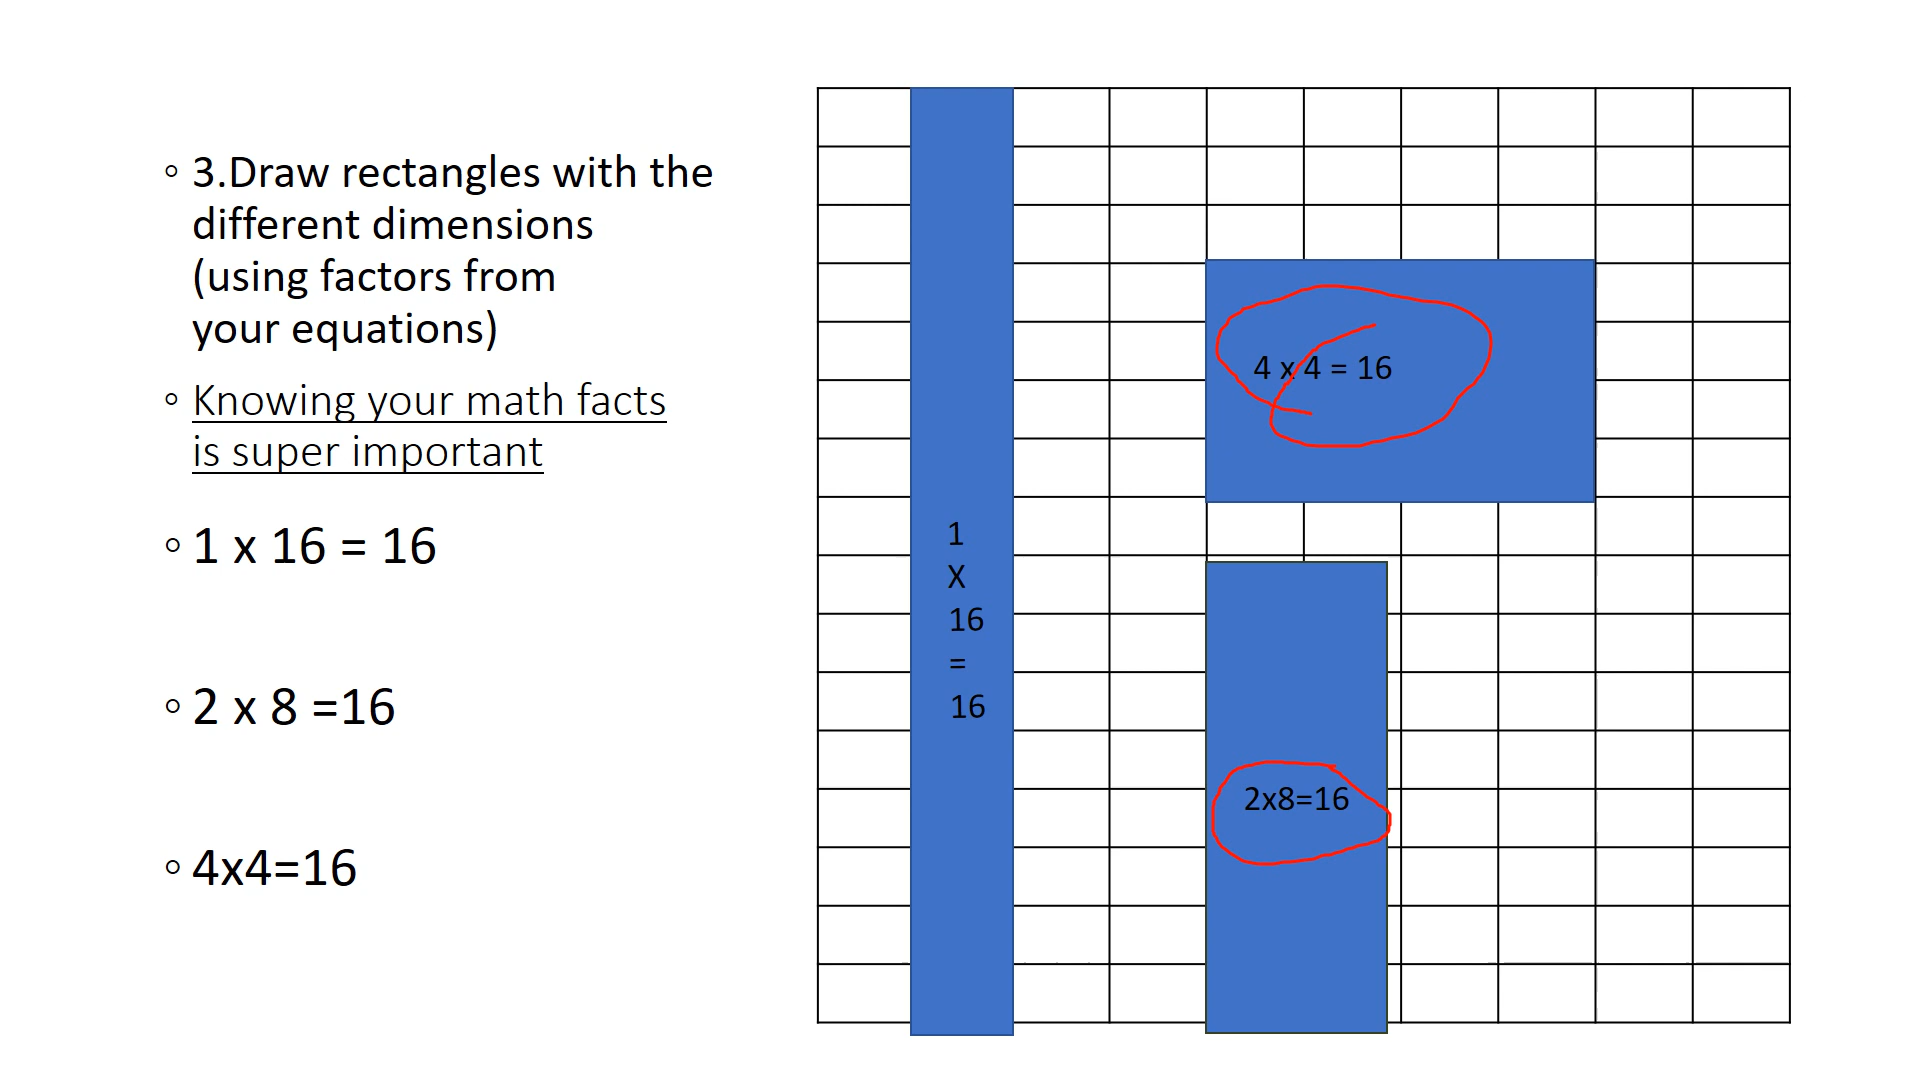 ◦ 3.Draw rectangles with the
different dimensions
(using factors from
your equations)
◦ Knowing your math facts
is super important
◦ 1 x 16 = 16
◦ 2 x 8 =16
◦ 4x4=16
1
X
16
=
16
4 x 4 = 16
2x8=16